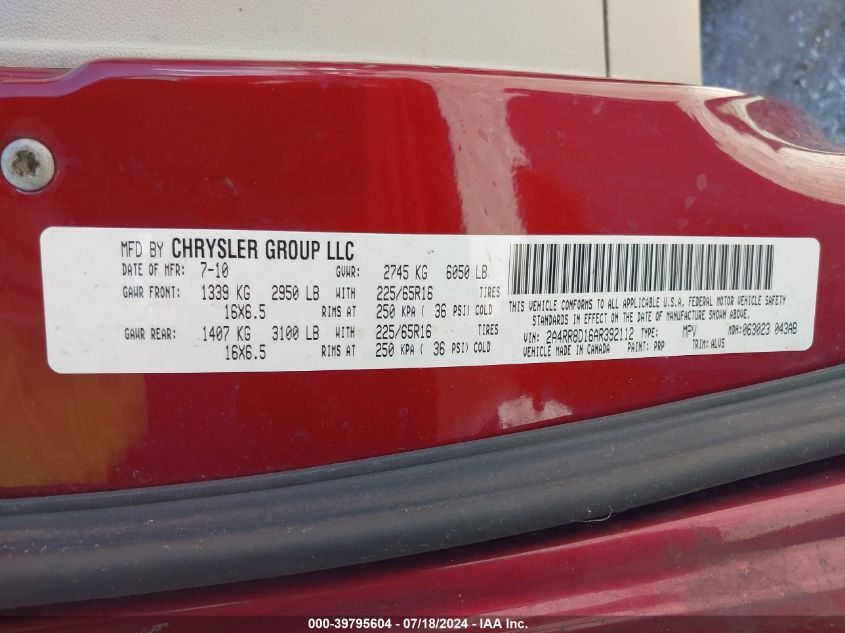 MFD BY CHRYSLER GROUP LLC
DATE OF MFR: 7-10 GVWR: 2745 KG 6050 LB
GAWR FRONT: 1339 KG 2950 LB WITH 225/65R16 TIRES
16X6.5 RIMS AT 250 KPA ( 36 PSI) COLD
GAWR REAR: 1407 KG 3100 LB WITH 225/65R16 TIRES
16X6.5 RIMS AT 250 KPA ( 36 PSI) COLD
THIS VEHICLE CONFORMS TO ALL APPLICABLE U.S.A. FEDERAL MOTOR VEHICLE SAFETY
STANDARDS IN EFFECT ON THE DATE OF MANUFACTURE SHOWN ABOVE.
VIN: 2A4RR8D16AR392112 TYPE: MPV MDH: 063023 043AB
VEHICLE MADE IN CANADA PAINT: PRP TRIM: ALVS
000-39795604 / 07/18/2024 - IAA Inc.